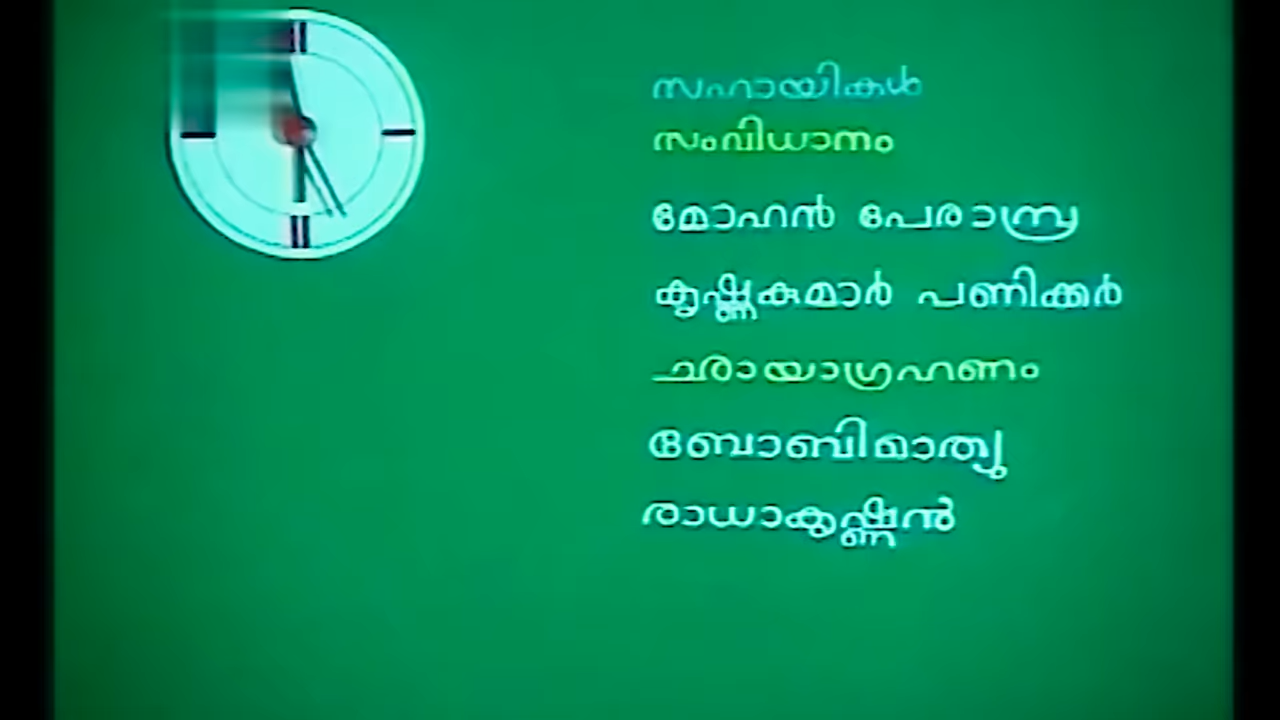 സഹായികൾ
സംവിധാനം
മോഹൻ പേരാമ്പ്ര
കൃഷ്ണകുമാർ പണിക്കർ
ഛായാഗ്രഹണം
ബോബിമാത്യു
രാധാകൃഷ്ണൻ